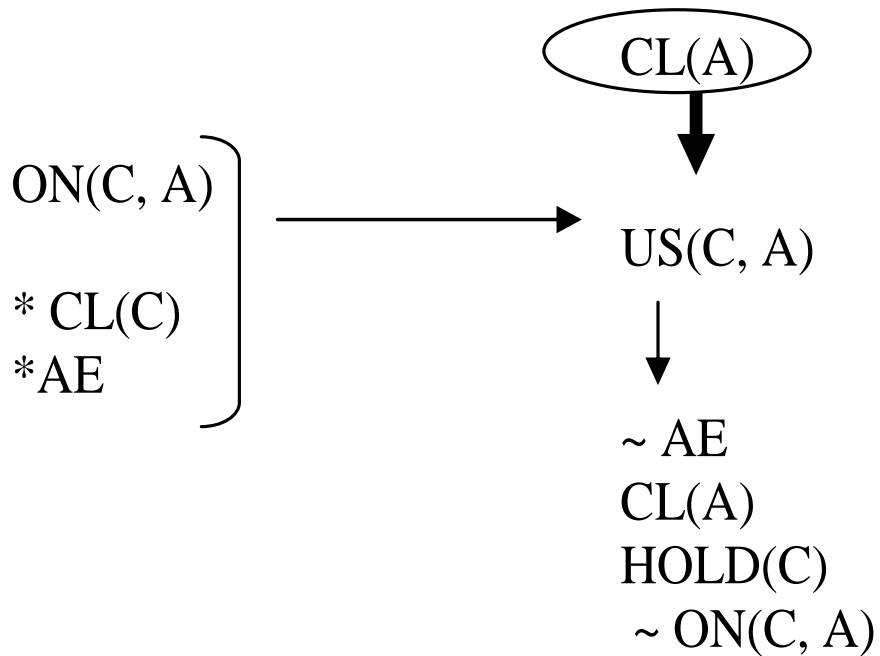 CL(A)
ON(C, A)
* CL(C)
*AE
US(C, A)
~ AE
CL(A)
HOLD(C)
~ ON(C, A)